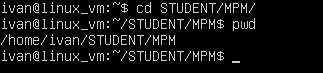 ivan@linux_vm:~$ cd STUDENT/MPM/
ivan@linux_vm:~/STUDENT/MPM$ pwd
/home/ivan/STUDENT/MPM
ivan@linux_vm:~/STUDENT/MPM$ _